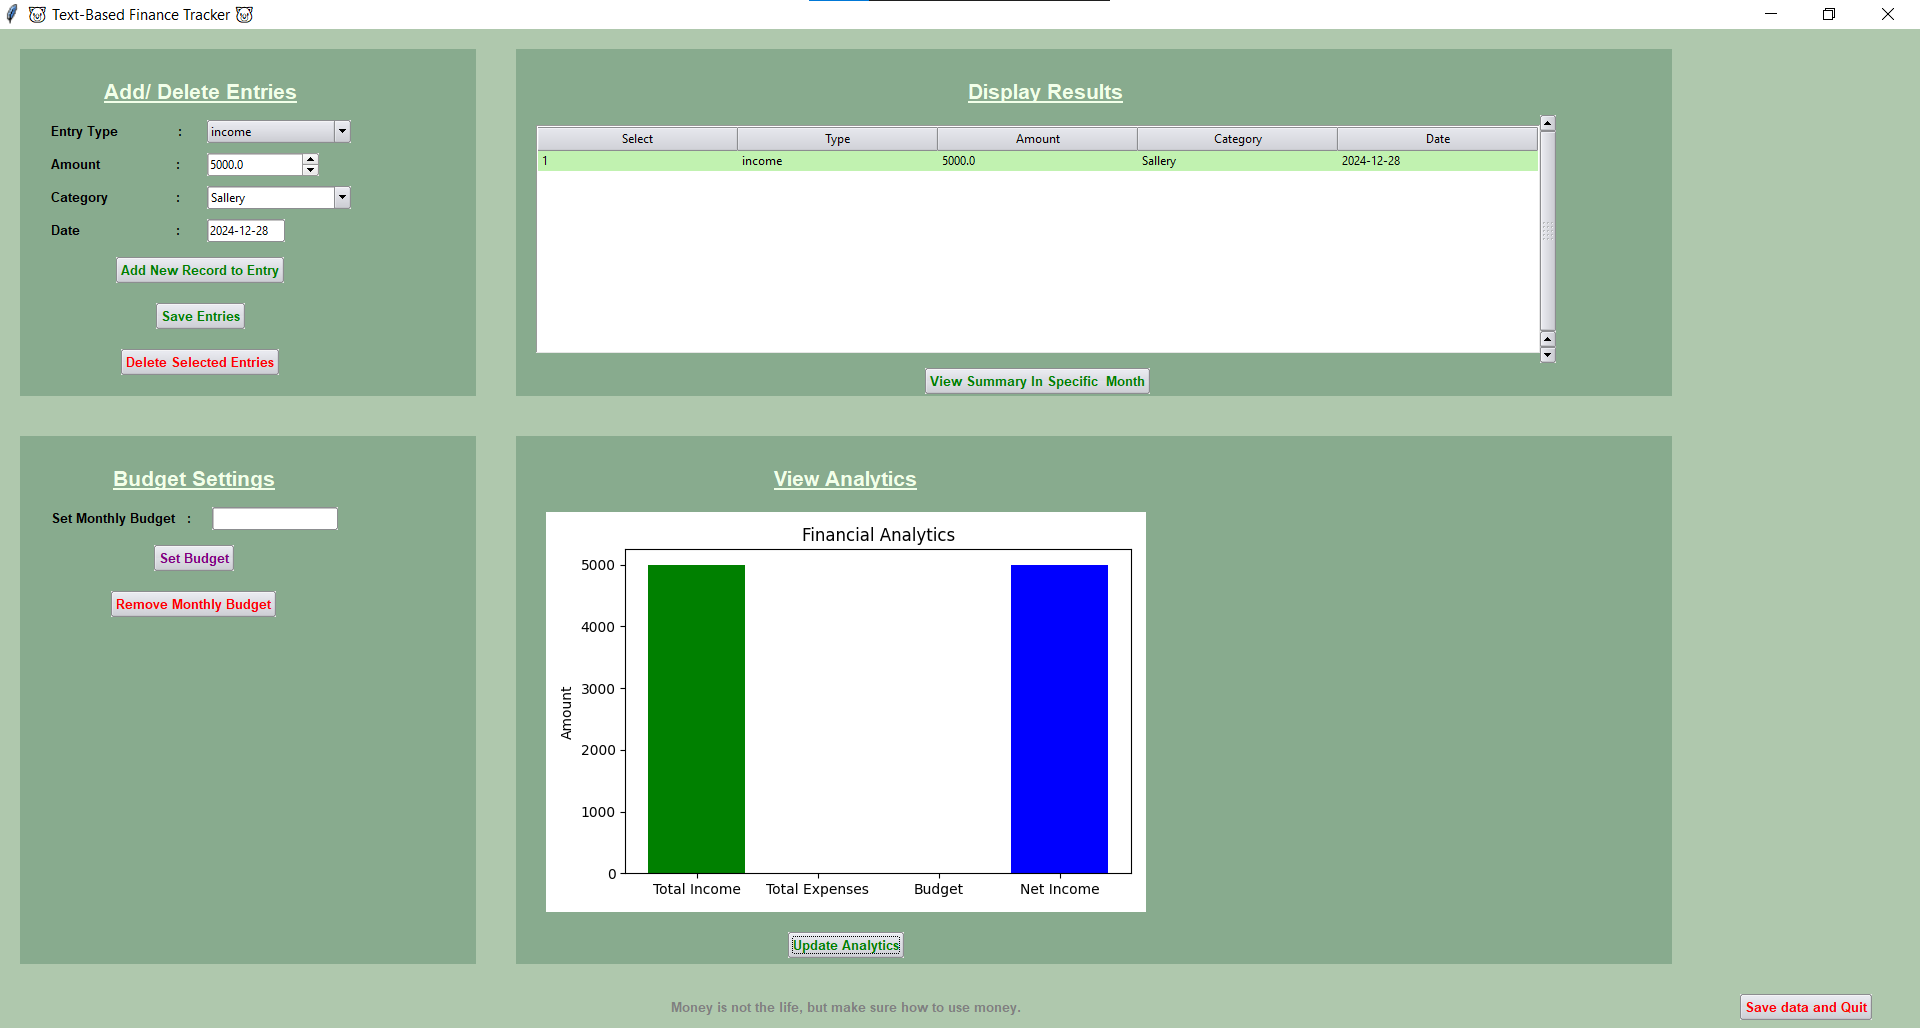 Text-Based Finance Tracker
Add/ Delete Entries
Entry Type : income
Amount : 5000.0
Category : Sallery
Date : 2024-12-28
Add New Record to Entry
Save Entries
Delete Selected Entries
Display Results
Select Type Amount Category Date
1 income 5000.0 Sallery 2024-12-28
View Summary In Specific Month
Budget Settings
Set Monthly Budget :
Set Budget
Remove Monthly Budget
View Analytics
Financial Analytics
Amount
5000
4000
3000
2000
1000
0
Total Income Total Expenses Budget Net Income
Update Analytics
Money is not the life, but make sure how to use money.
Save data and Quit